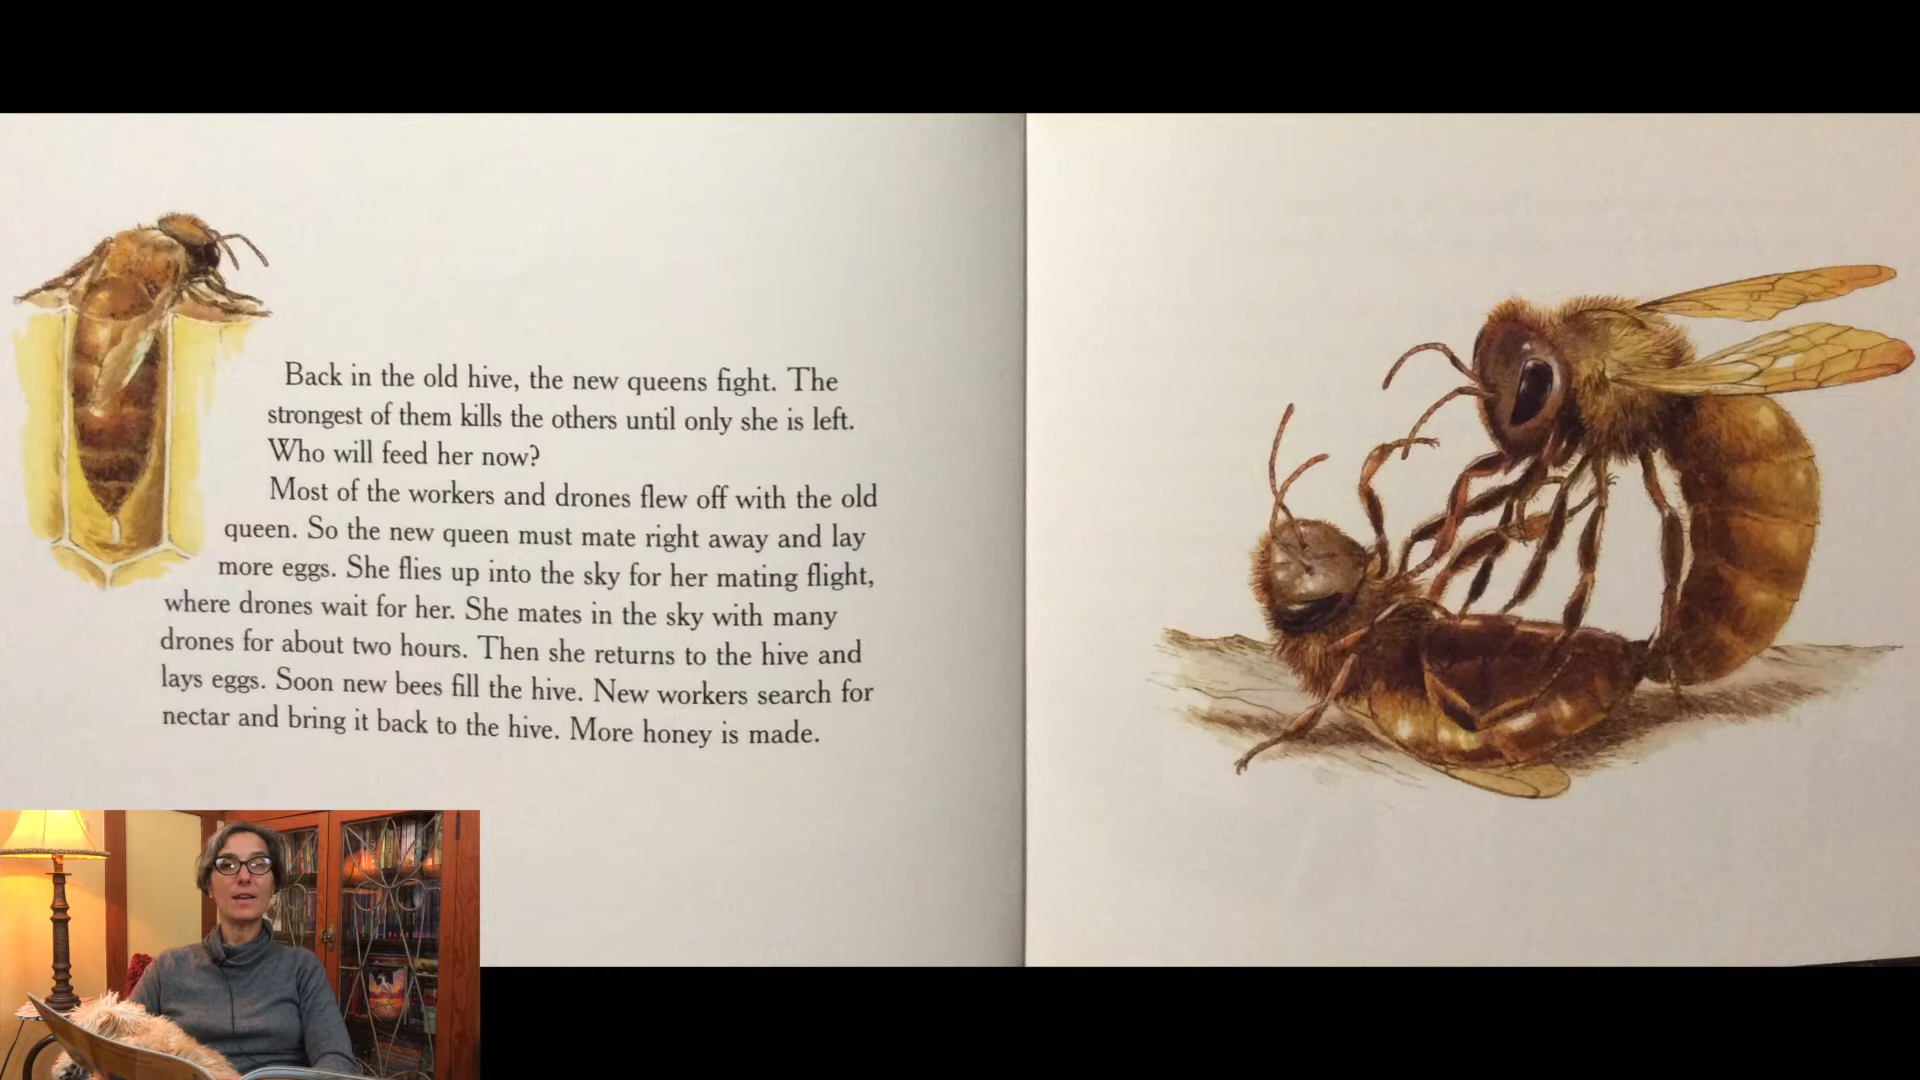 Back in the old hive, the new queens fight. The
strongest of them kills the others until only she is left.
Who will feed her now?
Most of the workers and drones flew off with the old
queen. So the new queen must mate right away and lay
more eggs. She flies up into the sky for her mating flight,
where drones wait for her. She mates in the sky with many
drones for about two hours. Then she returns to the hive and
lays eggs. Soon new bees fill the hive. New workers search for
nectar and bring it back to the hive. More honey is made.